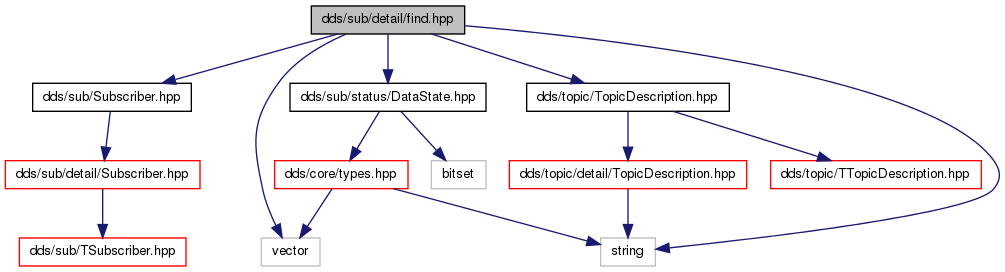 dds/sub/detail/find.hpp
dds/sub/Subscriber.hpp
dds/sub/status/DataState.hpp
dds/topic/TopicDescription.hpp
dds/sub/detail/Subscriber.hpp
dds/core/types.hpp
bitset
dds/topic/detail/TopicDescription.hpp
dds/topic/TTopicDescription.hpp
dds/sub/TSubscriber.hpp
vector
string